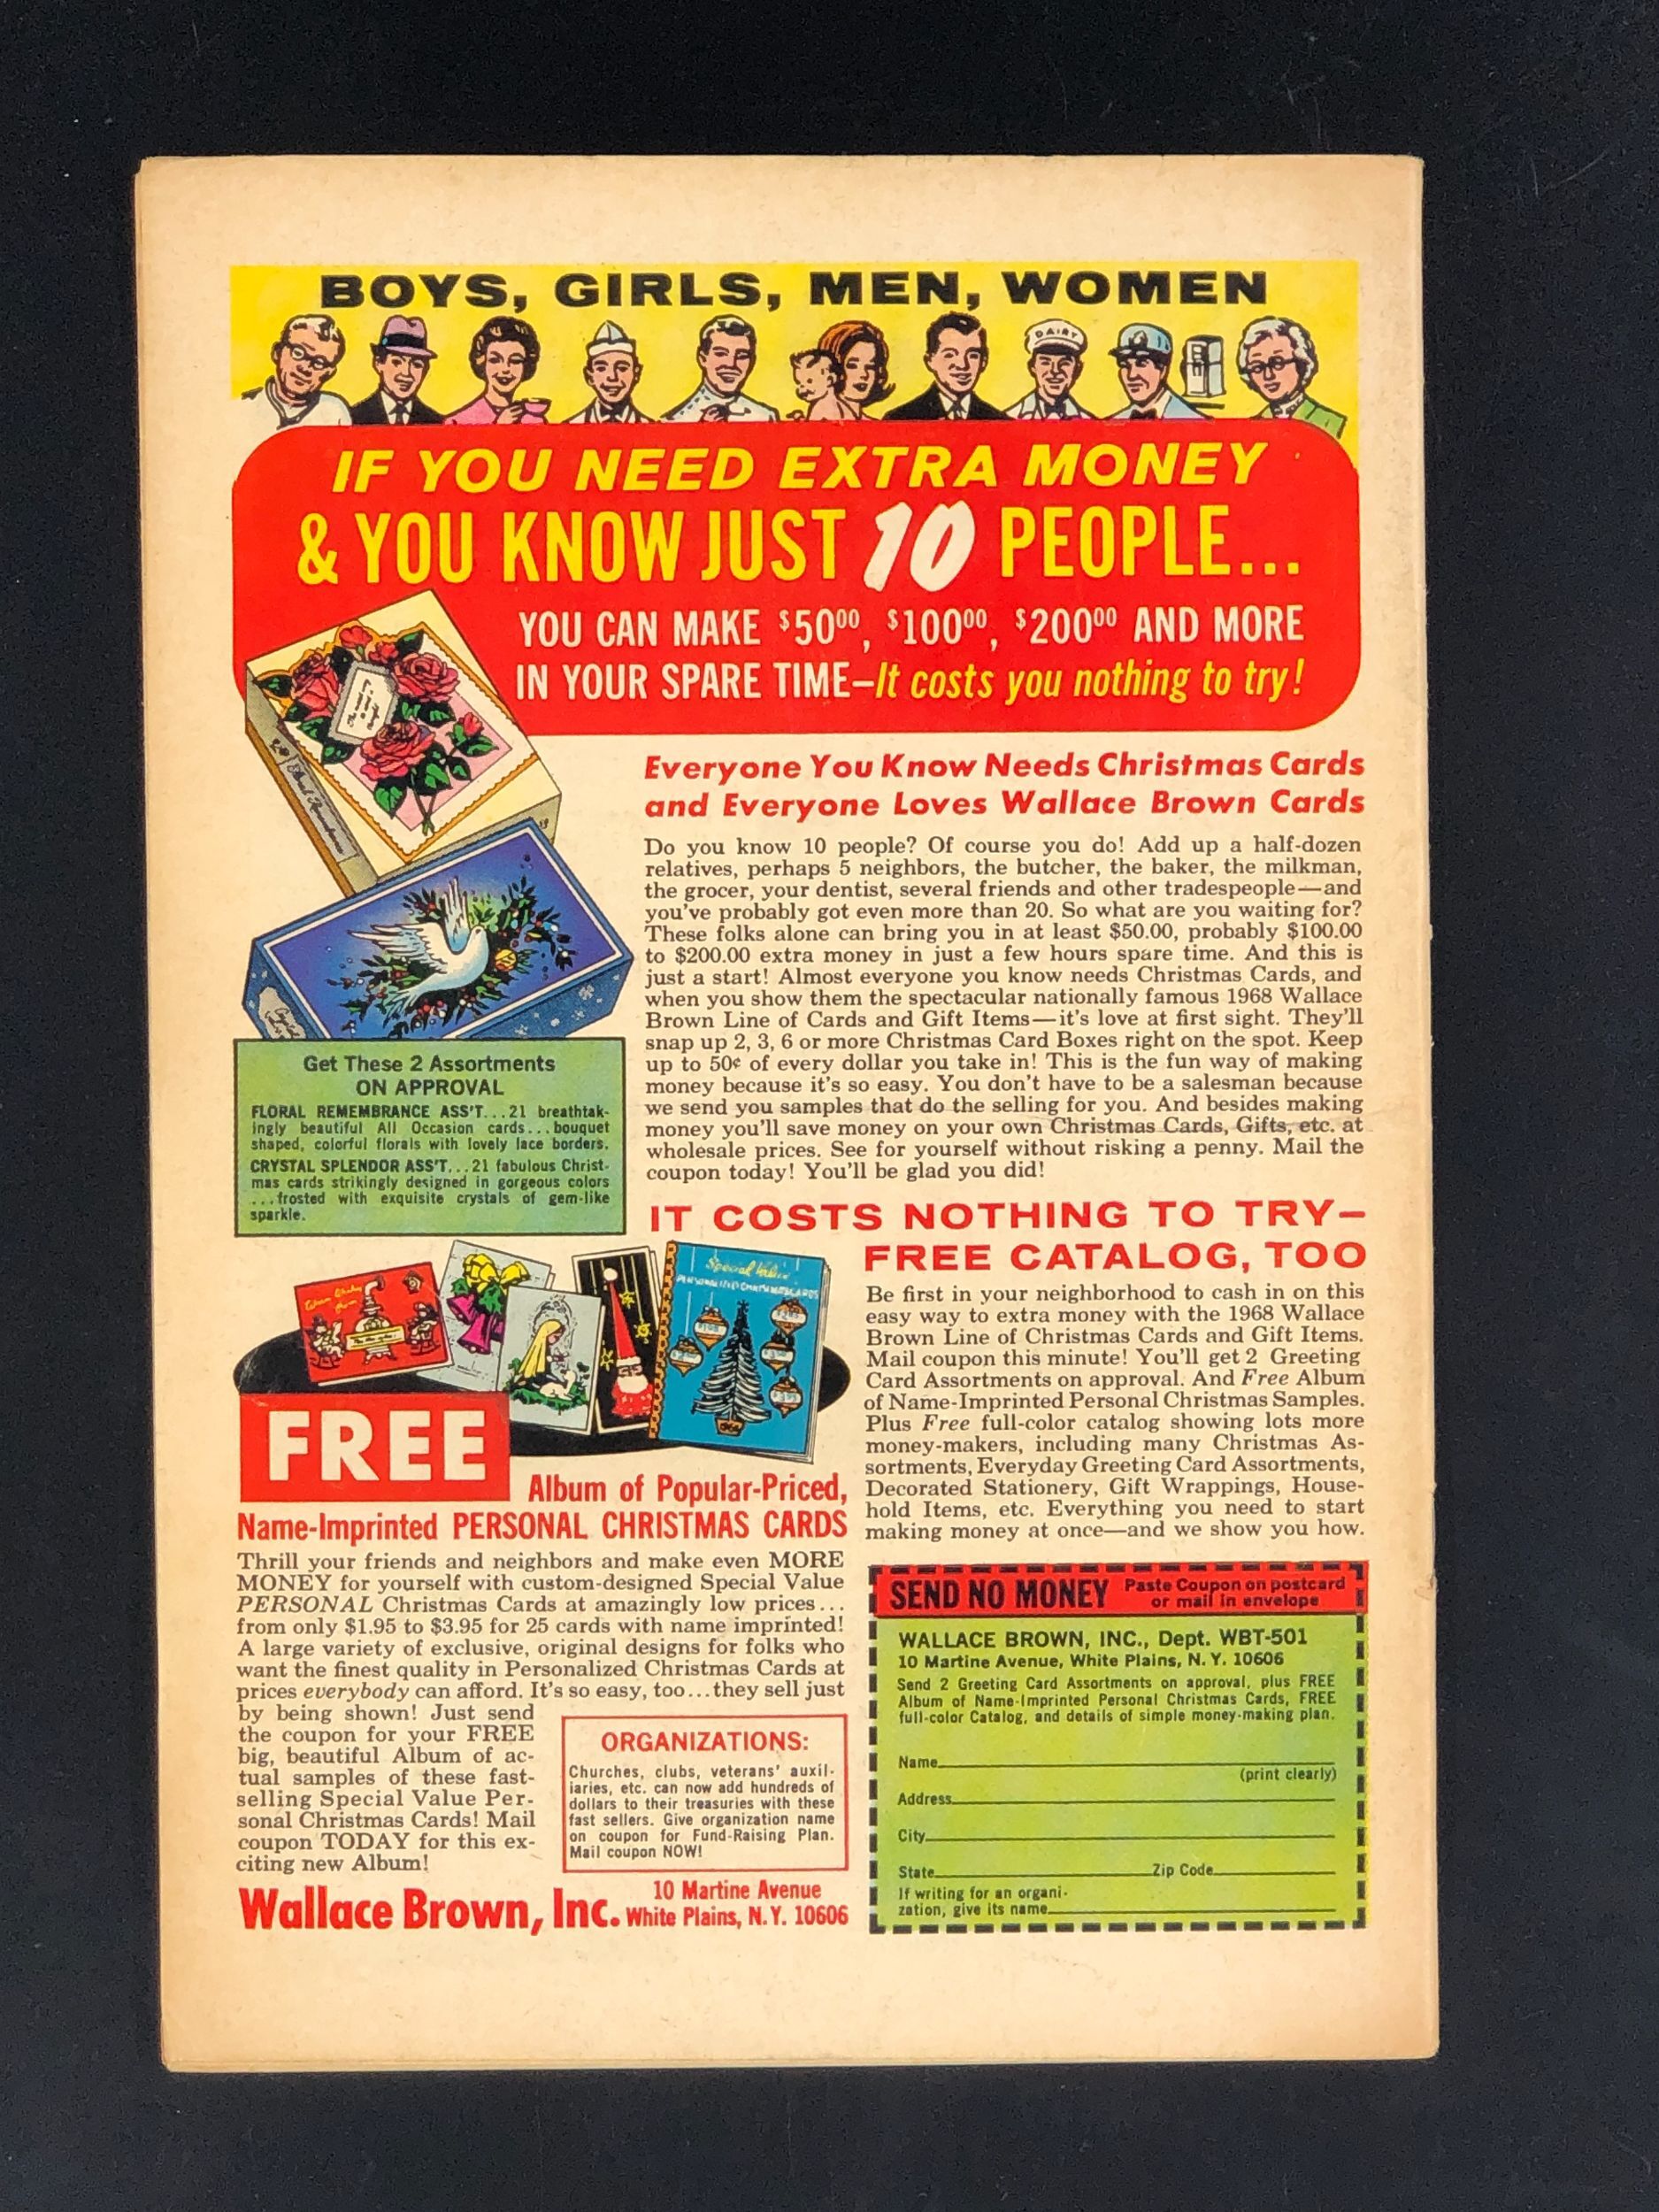 BOYS, GIRLS, MEN, WOMEN
DAIRY
IF YOU NEED EXTRA MONEY
& YOU KNOW JUST 10 PEOPLE...
YOU CAN MAKE $50⁰⁰, $100⁰⁰, $200⁰⁰ AND MORE
IN YOUR SPARE TIME—It costs you nothing to try!
Everyone You Know Needs Christmas Cards
and Everyone Loves Wallace Brown Cards
Do you know 10 people? Of course you do! Add up a half-dozen
relatives, perhaps 5 neighbors, the butcher, the baker, the milkman,
the grocer, your dentist, several friends and other tradespeople—and
you've probably got even more than 20. So what are you waiting for?
These folks alone can bring you in at least $50.00, probably $100.00
to $200.00 extra money in just a few hours spare time. And this is
just a start! Almost everyone you know needs Christmas Cards, and
when you show them the spectacular nationally famous 1968 Wallace
Brown Line of Cards and Gift Items—it's love at first sight. They'll
snap up 2, 3, 6 or more Christmas Card Boxes right on the spot. Keep
up to 50¢ of every dollar you take in! This is the fun way of making
money because it's so easy. You don't have to be a salesman because
we send you samples that do the selling for you. And besides making
money you'll save money on your own Christmas Cards, Gifts, etc. at
wholesale prices. See for yourself without risking a penny. Mail the
coupon today! You'll be glad you did!
Get These 2 Assortments
ON APPROVAL
FLORAL REMEMBRANCE ASS'T...21 breathtak-
ingly beautiful All Occasion cards...bouquet
shaped, colorful florals with lovely lace borders.
CRYSTAL SPLENDOR ASS'T...21 fabulous Christ-
mas cards strikingly designed in gorgeous colors
...frosted with exquisite crystals of gem-like
sparkle.
IT COSTS NOTHING TO TRY—
FREE CATALOG, TOO
Be first in your neighborhood to cash in on this
easy way to extra money with the 1968 Wallace
Brown Line of Christmas Cards and Gift Items.
Mail coupon this minute! You'll get 2 Greeting
Card Assortments on approval. And Free Album
of Name-Imprinted Personal Christmas Samples.
Plus Free full-color catalog showing lots more
money-makers, including many Christmas As-
sortments, Everyday Greeting Card Assortments,
Decorated Stationery, Gift Wrappings, House-
hold Items, etc. Everything you need to start
making money at once—and we show you how.
Special Value
PERSONALIZED CHRISTMAS CARDS
FREE
Album of Popular-Priced,
Name-Imprinted PERSONAL CHRISTMAS CARDS
Thrill your friends and neighbors and make even MORE
MONEY for yourself with custom-designed Special Value
PERSONAL Christmas Cards at amazingly low prices...
from only $1.95 to $3.95 for 25 cards with name imprinted!
A large variety of exclusive, original designs for folks who
want the finest quality in Personalized Christmas Cards at
prices everybody can afford. It's so easy, too...they sell just
by being shown! Just send
the coupon for your FREE
big, beautiful Album of ac-
tual samples of these fast-
selling Special Value Per-
sonal Christmas Cards! Mail
coupon TODAY for this ex-
citing new Album!
ORGANIZATIONS:
Churches, clubs, veterans' auxil-
iaries, etc. can now add hundreds of
dollars to their treasuries with these
fast sellers. Give organization name
on coupon for Fund-Raising Plan.
Mail coupon NOW!
Wallace Brown, Inc. 10 Martine Avenue
White Plains, N.Y. 10606
SEND NO MONEY Paste Coupon on postcard
or mail in envelope
WALLACE BROWN, INC., Dept. WBT-501
10 Martine Avenue, White Plains, N. Y. 10606
Send 2 Greeting Card Assortments on approval, plus FREE
Album of Name-Imprinted Personal Christmas Cards, FREE
full-color Catalog, and details of simple money-making plan.
Name
(print clearly)
Address
City
State Zip Code
If writing for an organi-
zation, give its name